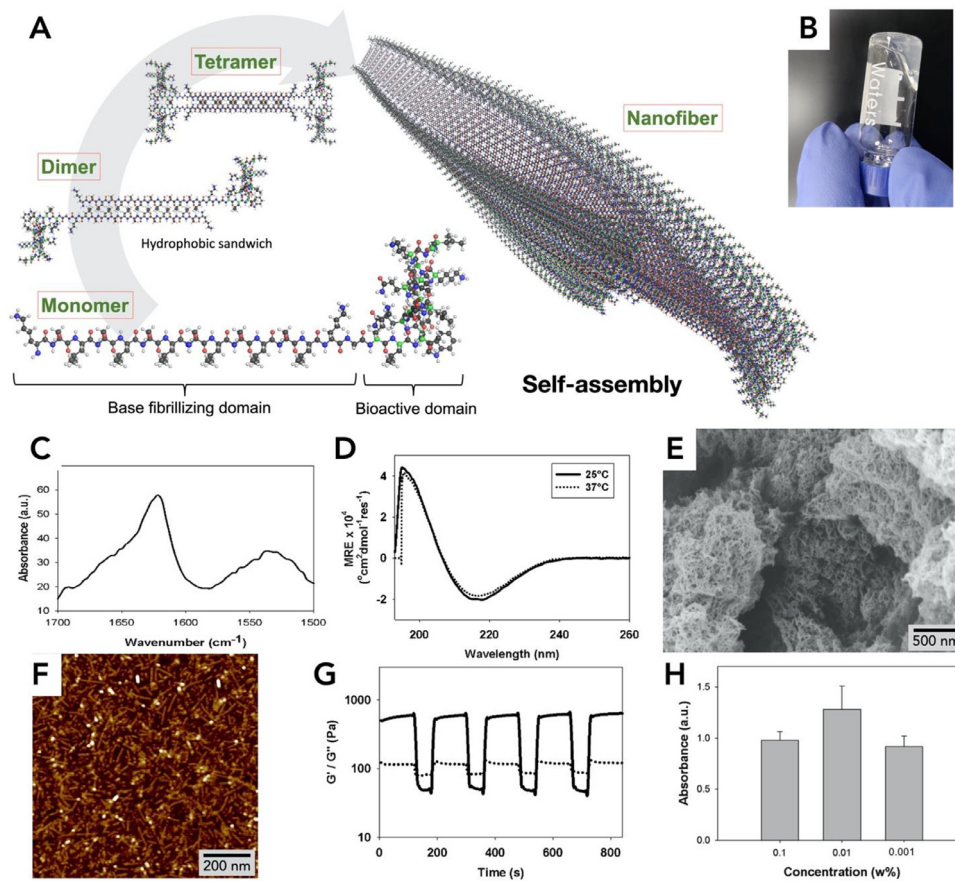 A
Tetramer
Nanofiber
Dimer
Hydrophobic sandwich
Monomer
Base fibrillizing domain
Bioactive domain
Self-assembly
B
Waters
C
Absorbance (a.u.)
60
50
40
30
20
10
1700
1650
1600
1550
1500
Wavenumber (cm⁻¹)
D
MRE x 10⁴
(ºcm²dmol⁻¹res⁻¹)
4
2
0
-2
200
220
240
260
Wavelength (nm)
25ºC
37ºC
E
500 nm
F
200 nm
G
G' / G'' (Pa)
1000
100
10
0
200
400
600
800
Time (s)
H
Absorbance (a.u.)
1.5
1.0
0.5
0.0
0.1
0.01
0.001
Concentration (w%)